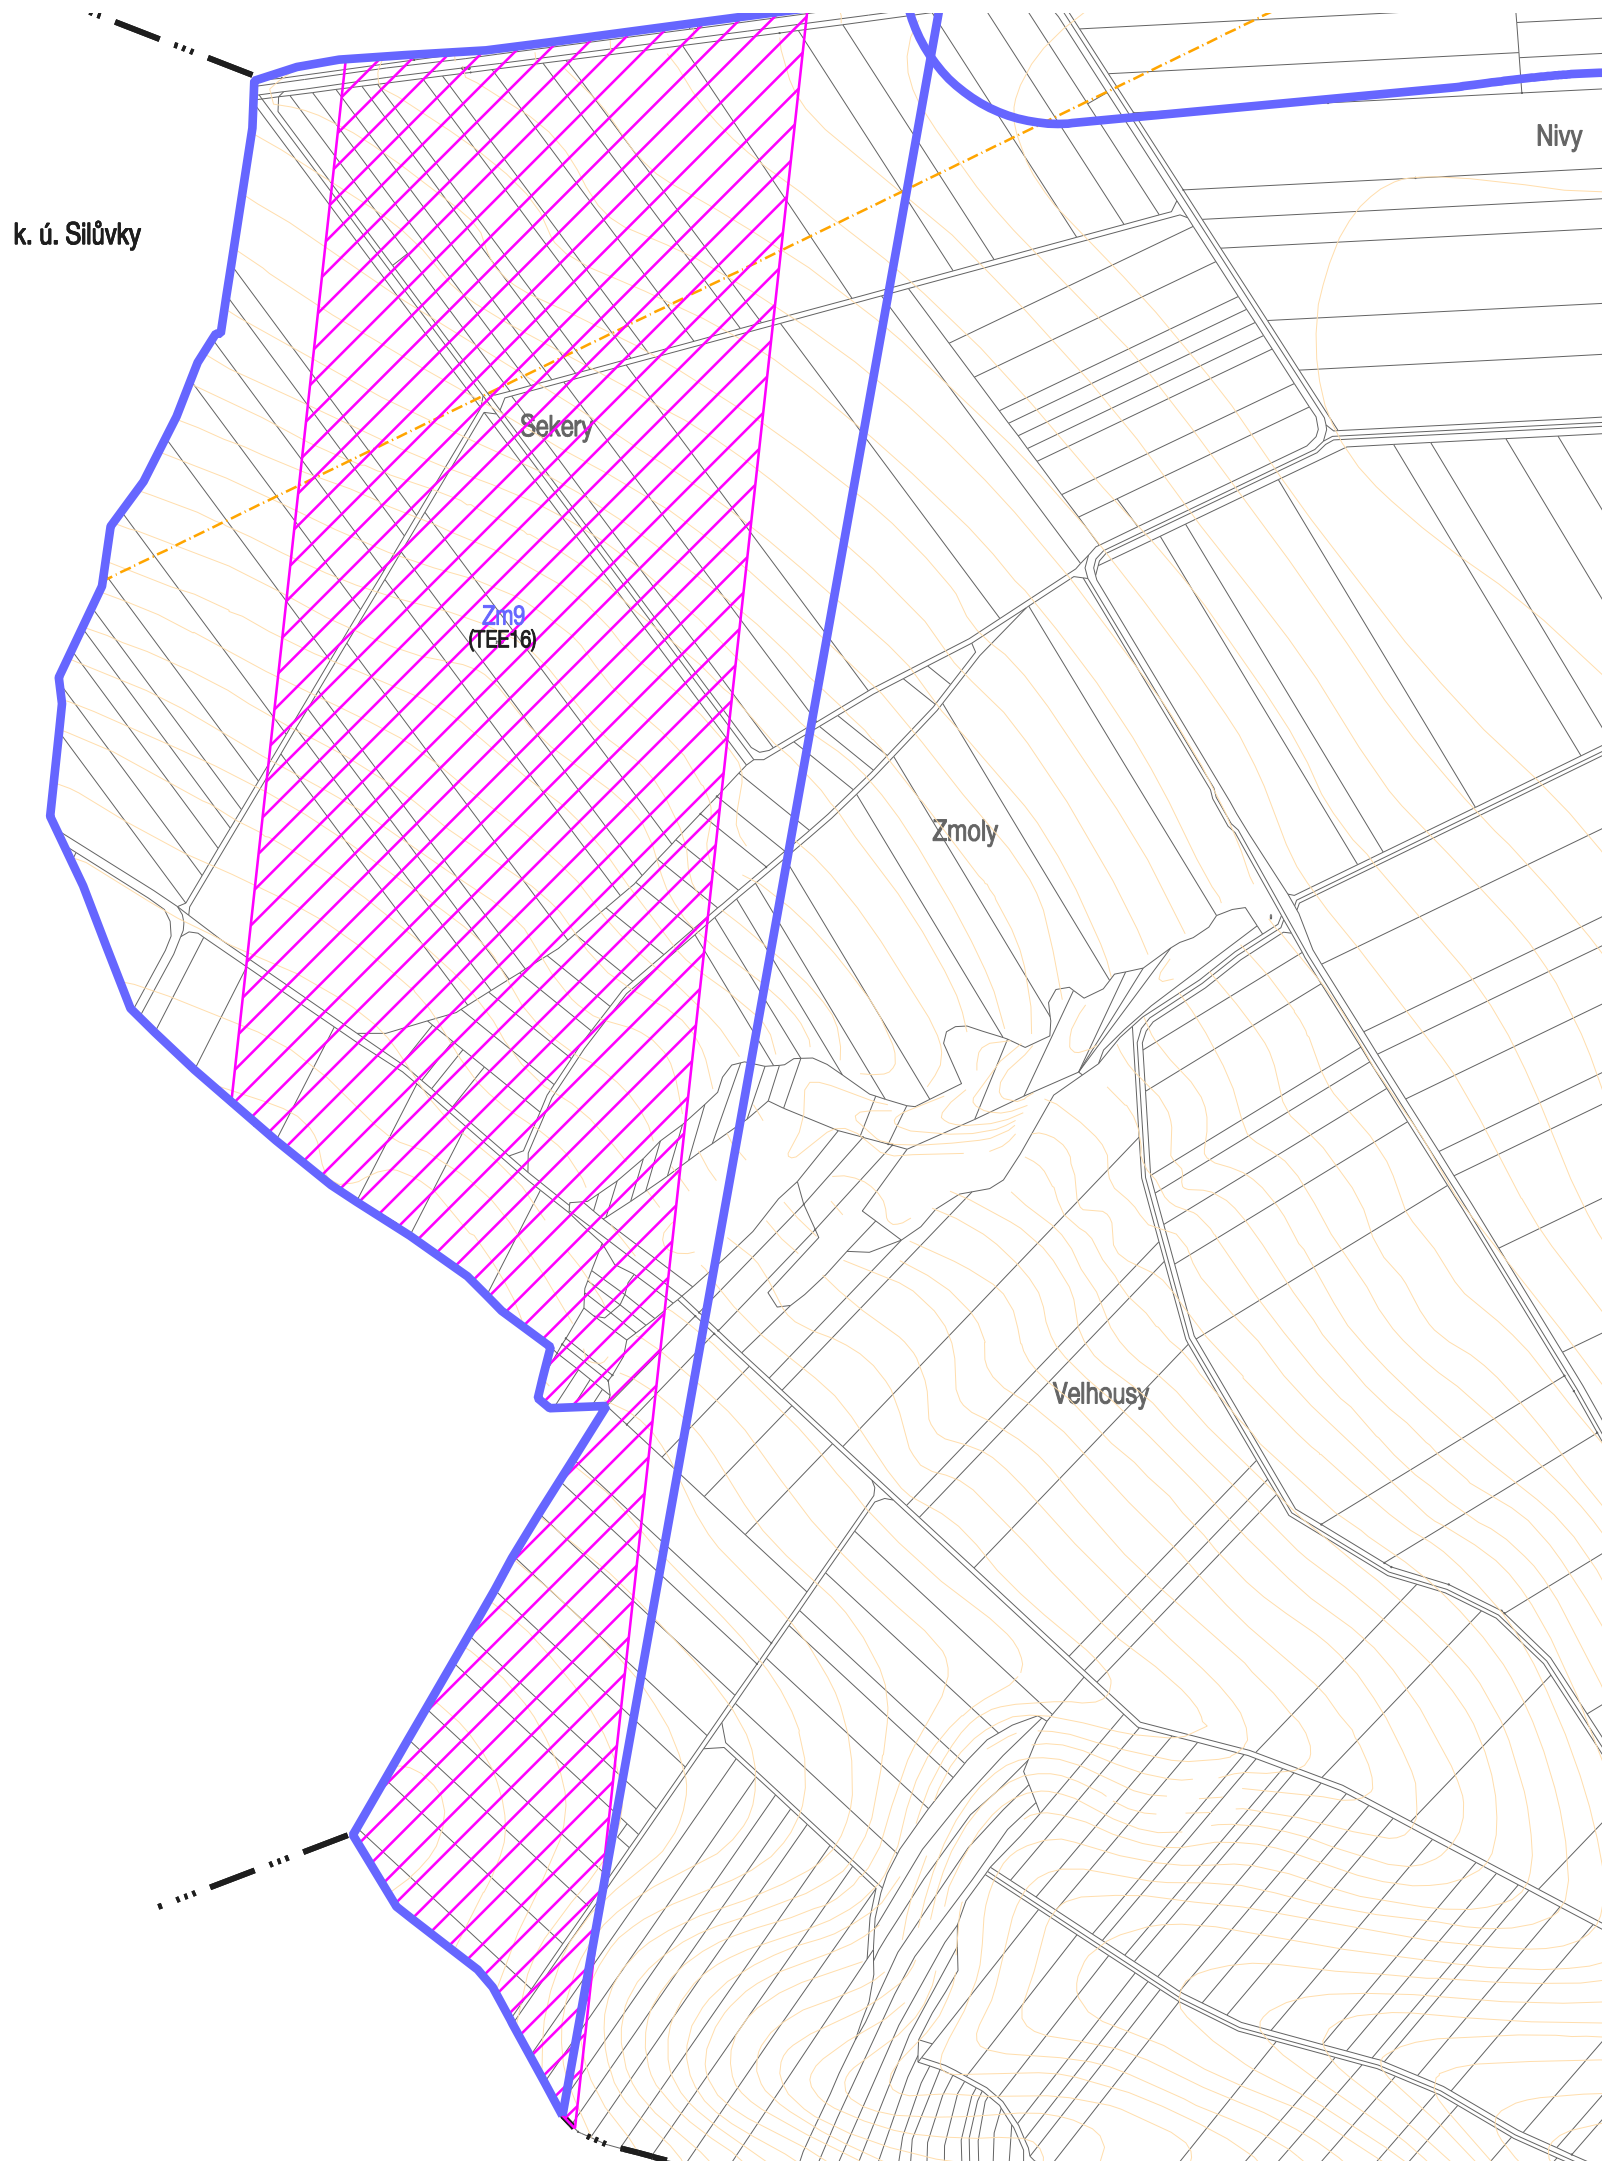 Nivy
k. ú. Silůvky
Sekery
Zm9
(TEE16)
Zmoly
Velhousy